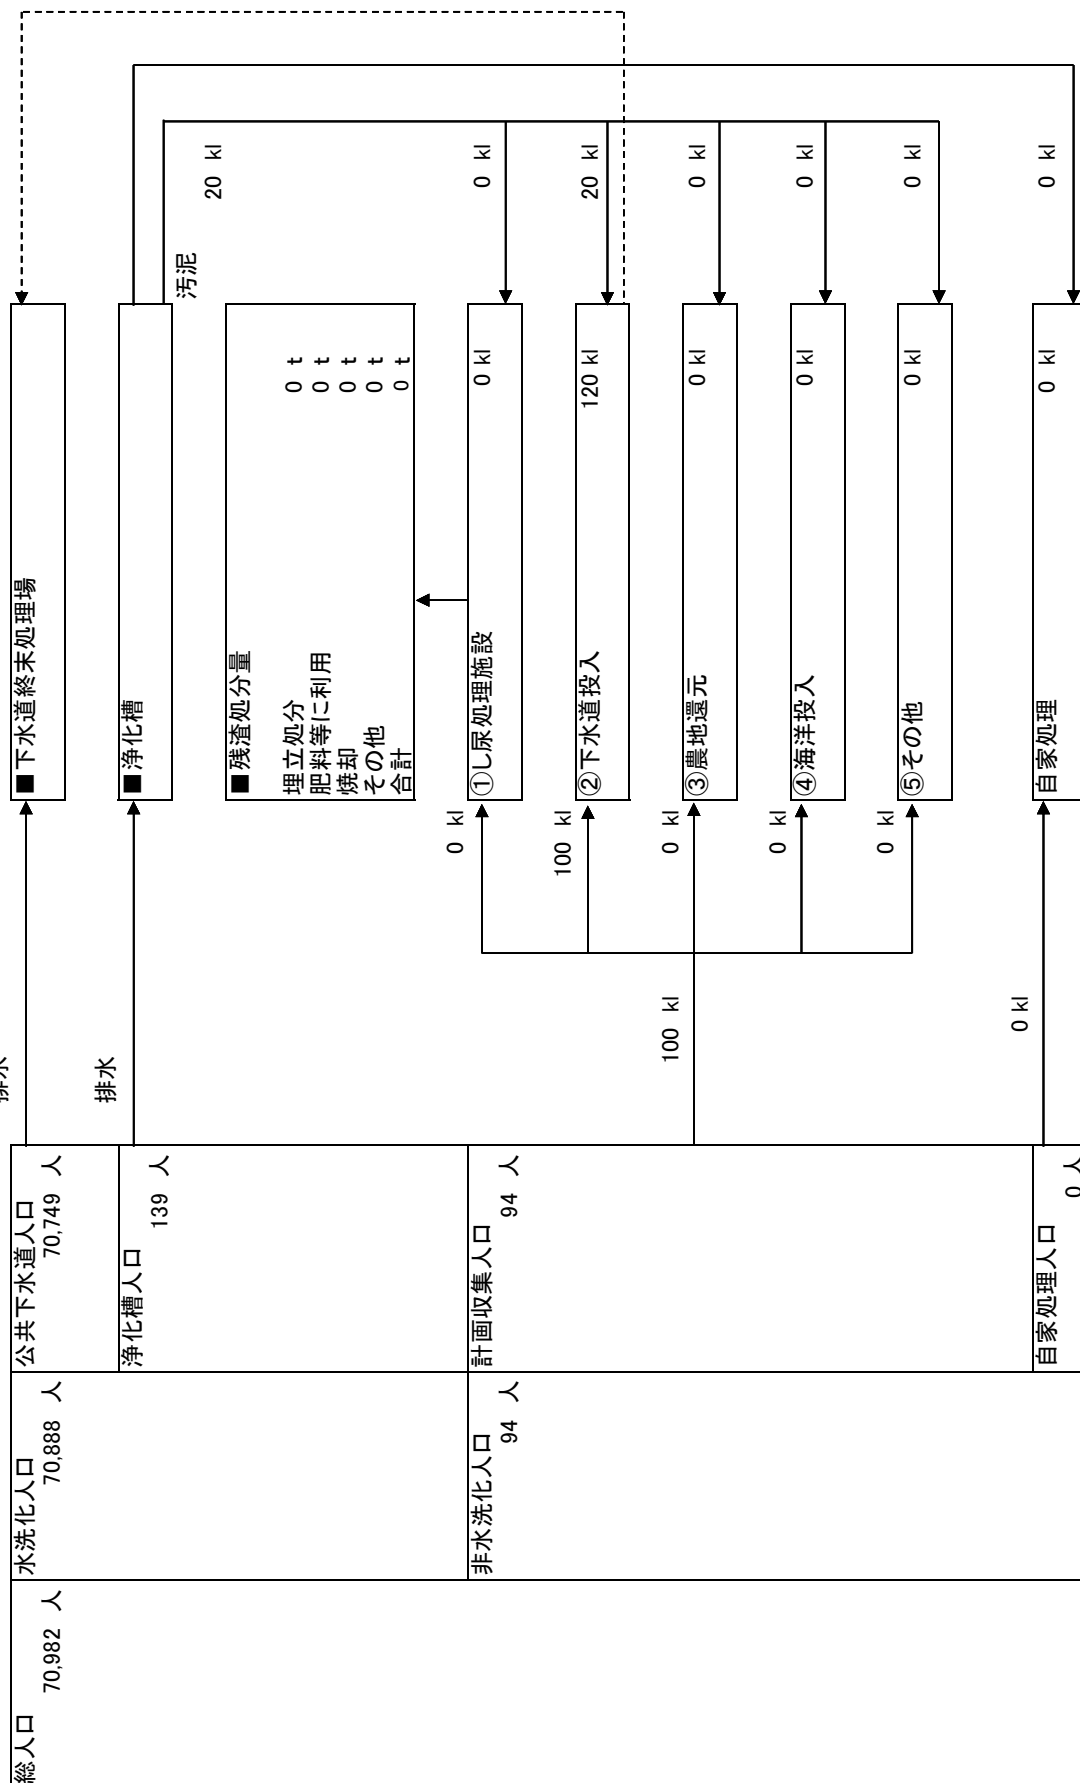 総人口
70,982 人
水洗化人口
70,888 人
公共下水道人口
70,749 人
■下水道終末処理場
浄化槽人口
139 人
排水
■浄化槽
汚泥
20 kl
■残渣処分量
埋立処分 0 t
肥料等に利用 0 t
焼却 0 t
その他 0 t
合計 0 t
非水洗化人口
94 人
計画収集人口
94 人
100 kl
0 kl
①し尿処理施設 0 kl
0 kl
100 kl
②下水道投入 120 kl
20 kl
0 kl
③農地還元 0 kl
0 kl
0 kl
④海洋投入 0 kl
0 kl
0 kl
⑤その他 0 kl
0 kl
自家処理人口
0 人
0 kl
自家処理 0 kl
0 kl